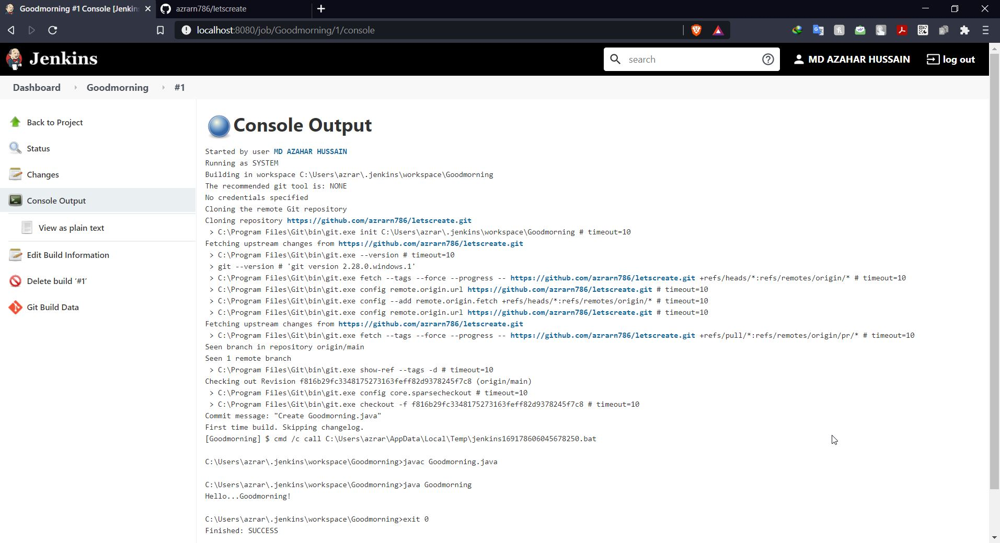 Goodmorning #1 Console [Jenkin
azrarn786/letscreate
localhost:8080/job/Goodmorning/1/console
Jenkins
search
MD AZAHAR HUSSAIN
log out
Dashboard
Goodmorning
#1
Back to Project
Status
Changes
Console Output
View as plain text
Edit Build Information
Delete build ‘#1’
Git Build Data
Console Output
Started by user MD AZAHAR HUSSAIN
Running as SYSTEM
Building in workspace C:\Users\azrar\.jenkins\workspace\Goodmorning
The recommended git tool is: NONE
No credentials specified
Cloning the remote Git repository
Cloning repository https://github.com/azrarn786/letscreate.git
 > C:\Program Files\Git\bin\git.exe init C:\Users\azrar\.jenkins\workspace\Goodmorning # timeout=10
Fetching upstream changes from https://github.com/azrarn786/letscreate.git
 > C:\Program Files\Git\bin\git.exe --version # timeout=10
 > git --version # 'git version 2.28.0.windows.1'
 > C:\Program Files\Git\bin\git.exe fetch --tags --force --progress -- https://github.com/azrarn786/letscreate.git +refs/heads/*:refs/remotes/origin/* # timeout=10
 > C:\Program Files\Git\bin\git.exe config remote.origin.url https://github.com/azrarn786/letscreate.git # timeout=10
 > C:\Program Files\Git\bin\git.exe config --add remote.origin.fetch +refs/heads/*:refs/remotes/origin/* # timeout=10
 > C:\Program Files\Git\bin\git.exe config remote.origin.url https://github.com/azrarn786/letscreate.git # timeout=10
Fetching upstream changes from https://github.com/azrarn786/letscreate.git
 > C:\Program Files\Git\bin\git.exe fetch --tags --force --progress -- https://github.com/azrarn786/letscreate.git +refs/pull/*:refs/remotes/origin/pr/* # timeout=10
Seen branch in repository origin/main
Seen 1 remote branch
 > C:\Program Files\Git\bin\git.exe show-ref --tags -d # timeout=10
Checking out Revision f816b29fc3348175273163feff82d9378245f7c8 (origin/main)
 > C:\Program Files\Git\bin\git.exe config core.sparsecheckout # timeout=10
 > C:\Program Files\Git\bin\git.exe checkout -f f816b29fc3348175273163feff82d9378245f7c8 # timeout=10
Commit message: "Create Goodmorning.java"
First time build. Skipping changelog.
[Goodmorning] $ cmd /c call C:\Users\azrar\AppData\Local\Temp\jenkins169178606045678250.bat
C:\Users\azrar\.jenkins\workspace\Goodmorning>javac Goodmorning.java
C:\Users\azrar\.jenkins\workspace\Goodmorning>java Goodmorning
Hello...Goodmorning!
C:\Users\azrar\.jenkins\workspace\Goodmorning>exit 0
Finished: SUCCESS